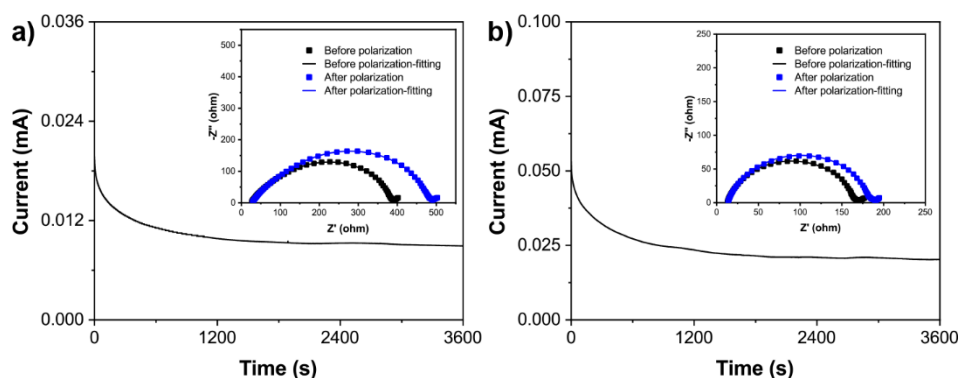 a)
Current (mA)
0.036
0.024
0.012
0.000
0
1200
2400
3600
Time (s)
-Z'' (ohm)
550
500
400
300
200
100
0
0
100
200
300
400
500
Z' (ohm)
Before polarization
Before polarization-fitting
After polarization
After polarization-fitting
b)
Current (mA)
0.100
0.075
0.050
0.025
0.000
0
1200
2400
3600
Time (s)
-Z'' (ohm)
250
200
150
100
50
0
0
50
100
150
200
250
Z' (ohm)
Before polarization
Before polarization-fitting
After polarization
After polarization-fitting